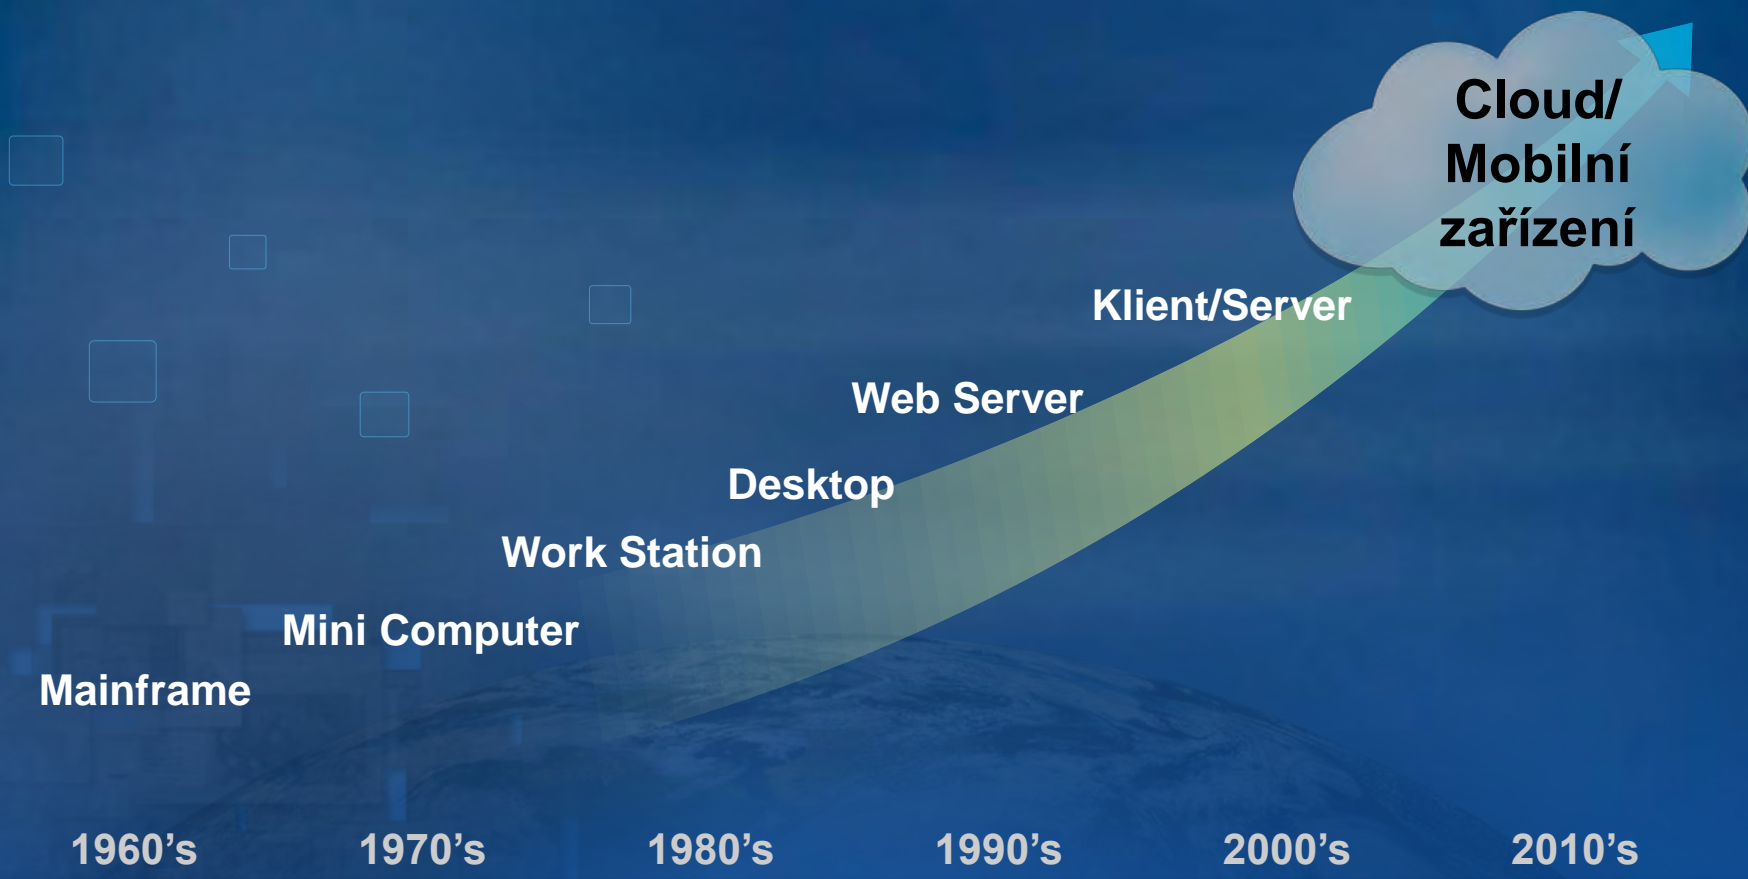 Cloud/
Mobilní
zařízení
Klient/Server
Web Server
Desktop
Work Station
Mini Computer
Mainframe
1960’s 1970’s 1980’s 1990’s 2000’s 2010’s